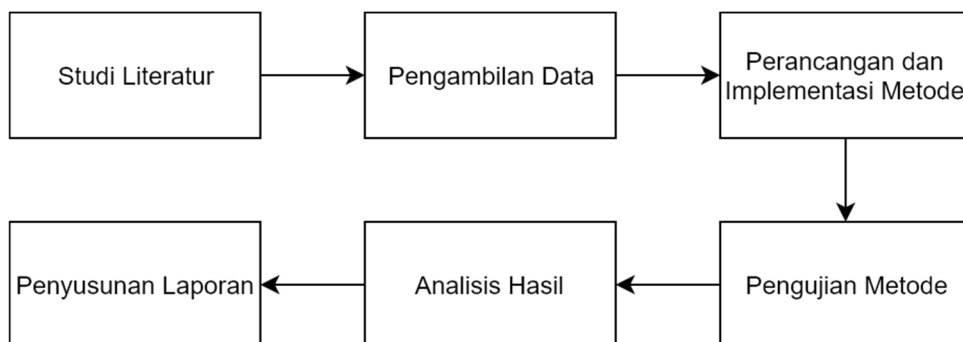 Studi Literatur
Pengambilan Data
Perancangan dan
Implementasi Metode
Pengujian Metode
Analisis Hasil
Penyusunan Laporan